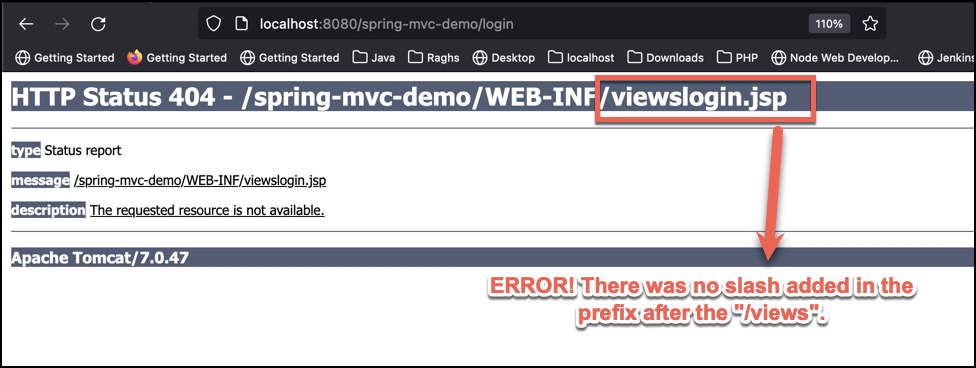 localhost:8080/spring-mvc-demo/login
110%
Getting Started Getting Started Getting Started Java Raghs Desktop localhost Downloads PHP Node Web Develop... Jenkins
HTTP Status 404 - /spring-mvc-demo/WEB-INF/viewslogin.jsp
type Status report
message /spring-mvc-demo/WEB-INF/viewslogin.jsp
description The requested resource is not available.
Apache Tomcat/7.0.47
ERROR! There was no slash added in the
prefix after the "/views".